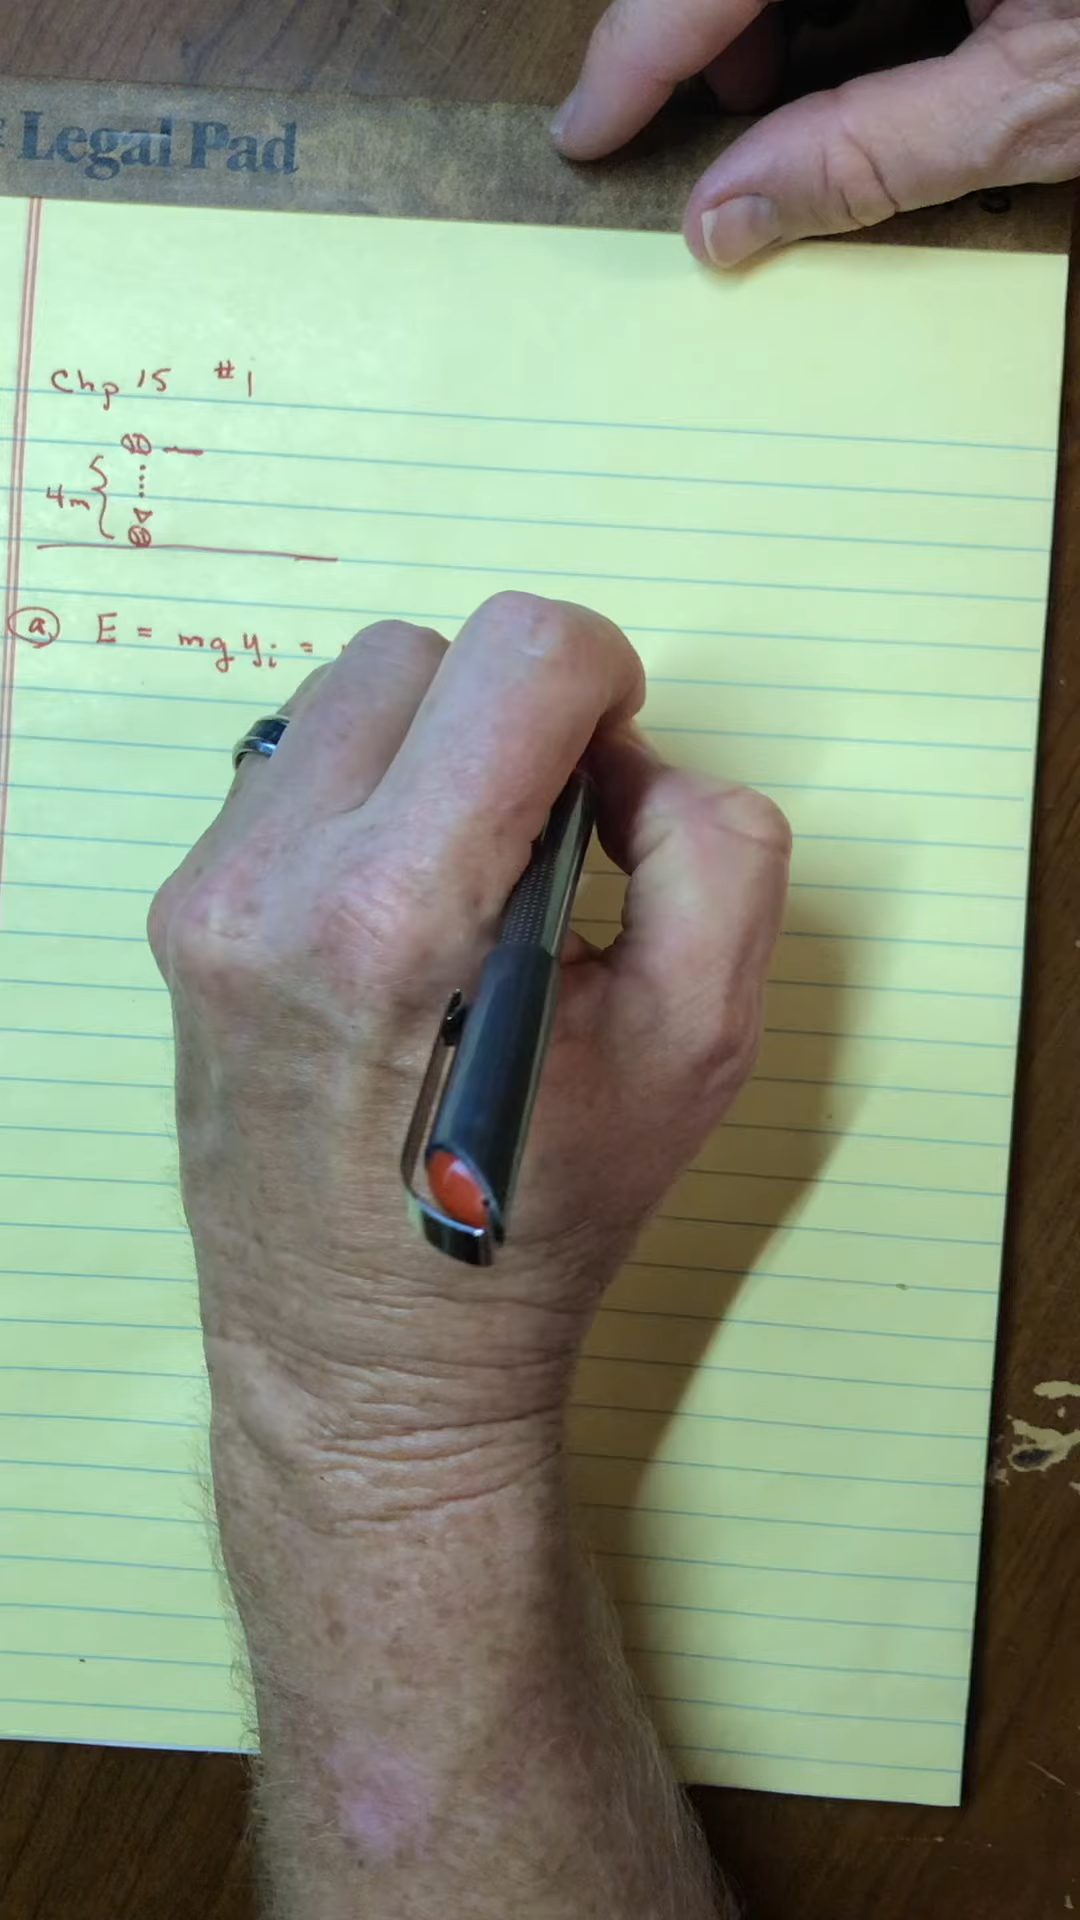 Legal Pad
Chp 15 #1
4m
a. E = mg yi =